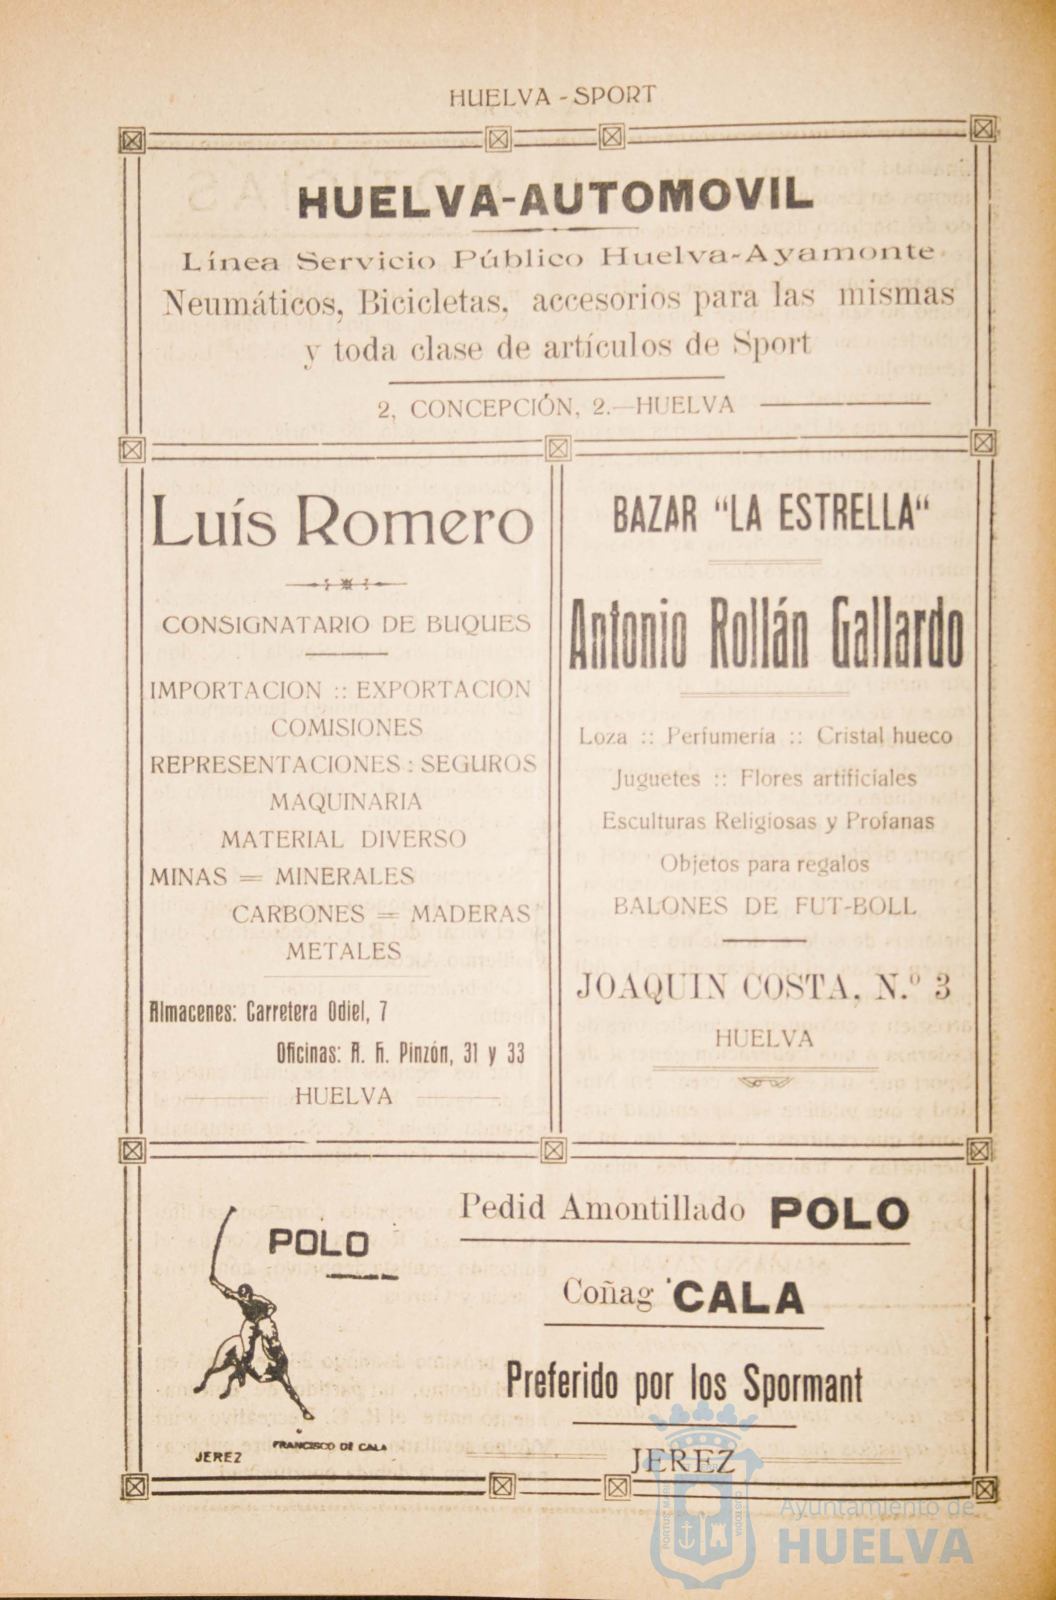 HUELVA - SPORT
HUELVA-AUTOMOVIL
Línea Servicio Público Huelva-Ayamonte
Neumáticos, Bicicletas, accesorios para las mismas
y toda clase de artículos de Sport
2, CONCEPCIÓN, 2.—HUELVA
Luís Romero
CONSIGNATARIO DE BUQUES
IMPORTACION :: EXPORTACION
COMISIONES
REPRESENTACIONES : SEGUROS
MAQUINARIA
MATERIAL DIVERSO
MINAS = MINERALES
CARBONES = MADERAS
METALES
Almacenes: Carretera Odiel, 7
Oficinas: A. H. Pinzón, 31 y 33
HUELVA
BAZAR "LA ESTRELLA"
Antonio Rollán Gallardo
Loza :: Perfumería :: Cristal hueco
Juguetes :: Flores artificiales
Esculturas Religiosas y Profanas
Objetos para regalos
BALONES DE FUT-BOLL
JOAQUIN COSTA, N.º 3
HUELVA
POLO
FRANCISCO DE CALA
JEREZ
Pedid Amontillado POLO
Coñag CALA
Preferido por los Spormant
JEREZ
PORTUS MARIS
CUSTODIA
Ayuntamiento de
HUELVA